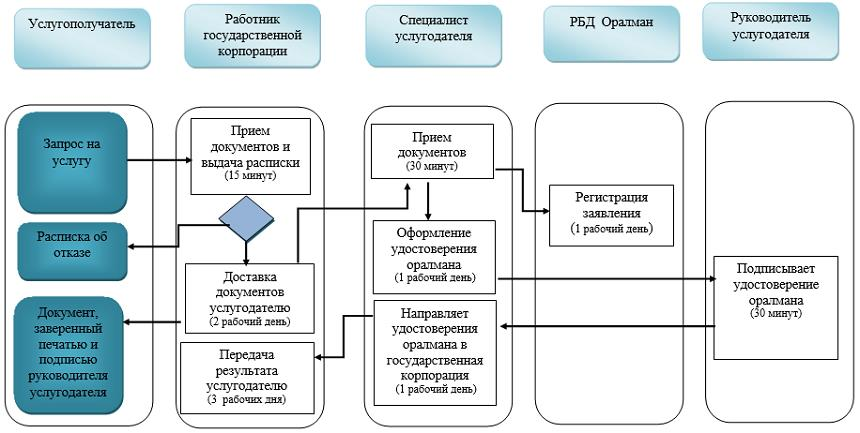 Услугополучатель
Работник
государственной
корпорации
Специалист
услугодателя
РБД Оралман
Руководитель
услугодателя
Запрос на
услугу
Расписка об
отказе
Документ,
заверенный
печатью и
подписью
руководителя
услугодателя
Прием
документов и
выдача расписки
(15 минут)
Доставка
документов
услугодателю
(2 рабочий день)
Передача
результата
услугодателю
(3 рабочих дня)
Прием
документов
(30 минут)
Оформление
удостоверения
оралмана
(1 рабочий день)
Направляет
удостоверения
оралмана в
государственная
корпорация
(1 рабочий день)
Регистрация
заявления
(1 рабочий день)
Подписывает
удостоверение
оралмана
(30 минут)